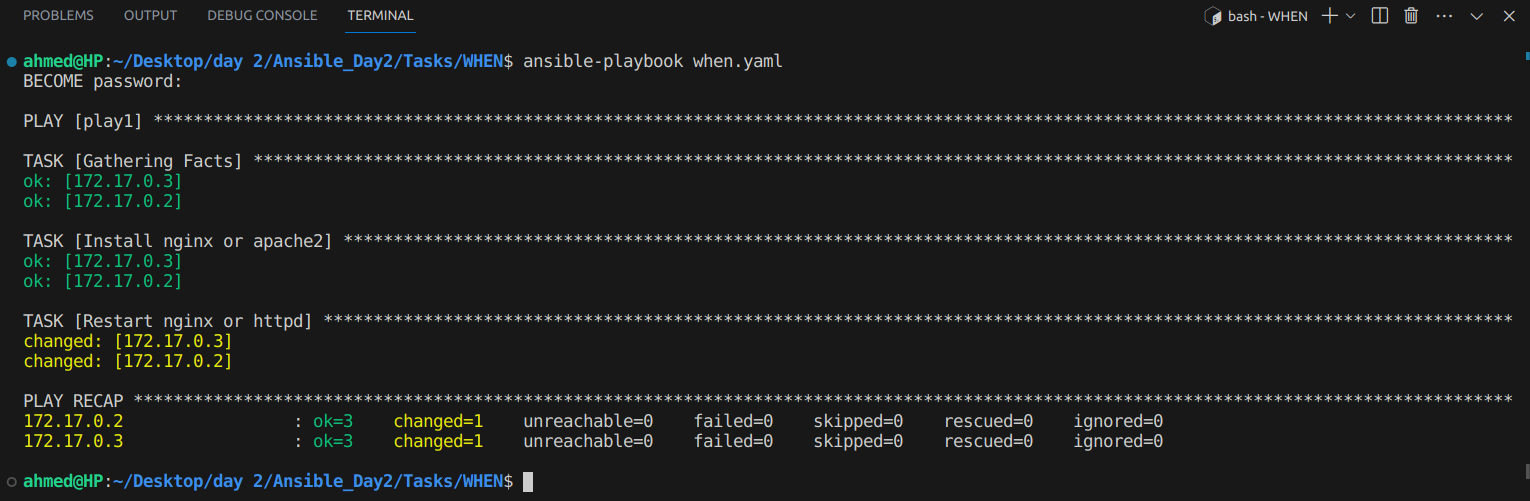 PROBLEMS OUTPUT DEBUG CONSOLE TERMINAL bash - WHEN
ahmed@HP:~/Desktop/day 2/Ansible_Day2/Tasks/WHEN$ ansible-playbook when.yaml
BECOME password:
PLAY [play1] ****************************************************************************************************************************************
TASK [Gathering Facts] ******************************************************************************************************************************
ok: [172.17.0.3]
ok: [172.17.0.2]
TASK [Install nginx or apache2] *********************************************************************************************************************
ok: [172.17.0.3]
ok: [172.17.0.2]
TASK [Restart nginx or httpd] ***********************************************************************************************************************
changed: [172.17.0.3]
changed: [172.17.0.2]
PLAY RECAP ******************************************************************************************************************************************
172.17.0.2                 : ok=3    changed=1    unreachable=0    failed=0    skipped=0    rescued=0    ignored=0
172.17.0.3                 : ok=3    changed=1    unreachable=0    failed=0    skipped=0    rescued=0    ignored=0
ahmed@HP:~/Desktop/day 2/Ansible_Day2/Tasks/WHEN$